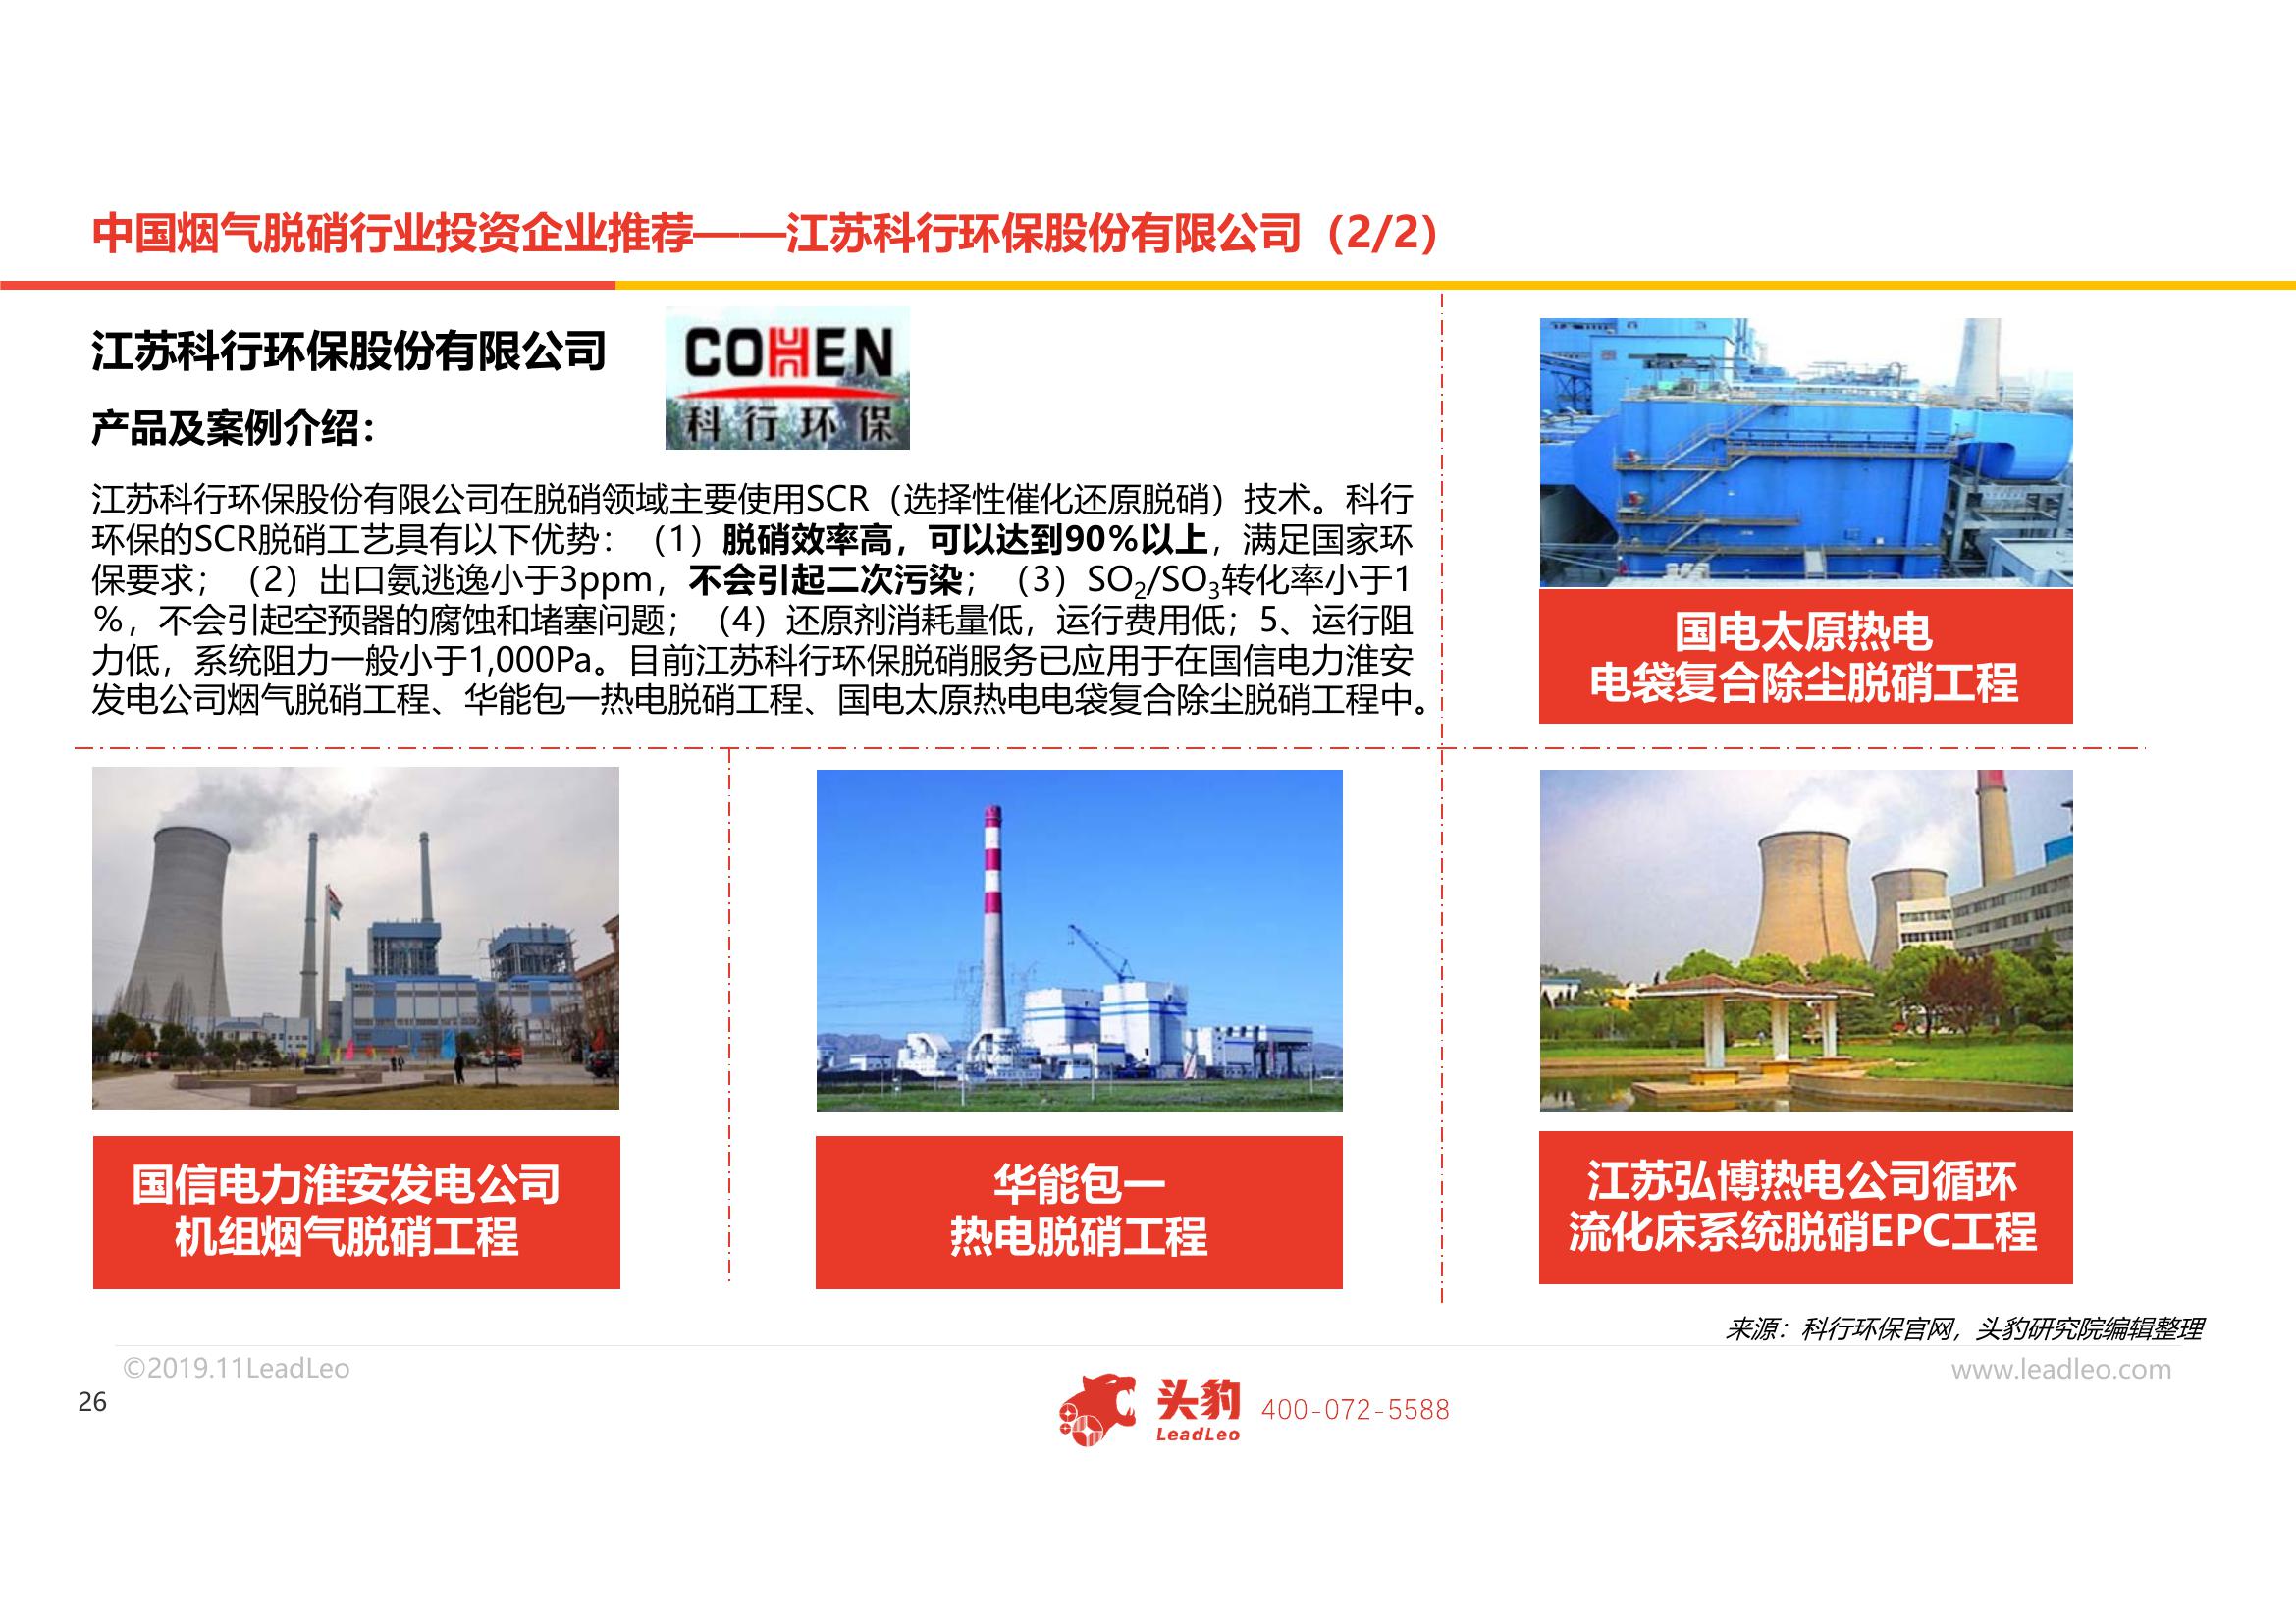 中国烟气脱硝行业投资企业推荐——江苏科行环保股份有限公司（2/2）
江苏科行环保股份有限公司
COHEN
科行环保
产品及案例介绍：
江苏科行环保股份有限公司在脱硝领域主要使用SCR（选择性催化还原脱硝）技术。科行
环保的SCR脱硝工艺具有以下优势：（1）脱硝效率高，可以达到90%以上，满足国家环
保要求；（2）出口氨逃逸小于3ppm，不会引起二次污染；（3）SO₂/SO₃转化率小于1
%，不会引起空预器的腐蚀和堵塞问题；（4）还原剂消耗量低，运行费用低；5、运行阻
力低，系统阻力一般小于1,000Pa。目前江苏科行环保脱硝服务已应用于在国信电力淮安
发电公司烟气脱硝工程、华能包一热电脱硝工程、国电太原热电电袋复合除尘脱硝工程中。
国电太原热电
电袋复合除尘脱硝工程
国信电力淮安发电公司
机组烟气脱硝工程
华能包一
热电脱硝工程
江苏弘博热电公司循环
流化床系统脱硝EPC工程
来源：科行环保官网，头豹研究院编辑整理
©2019.11LeadLeo
www.leadleo.com
26
头豹
LeadLeo
400-072-5588